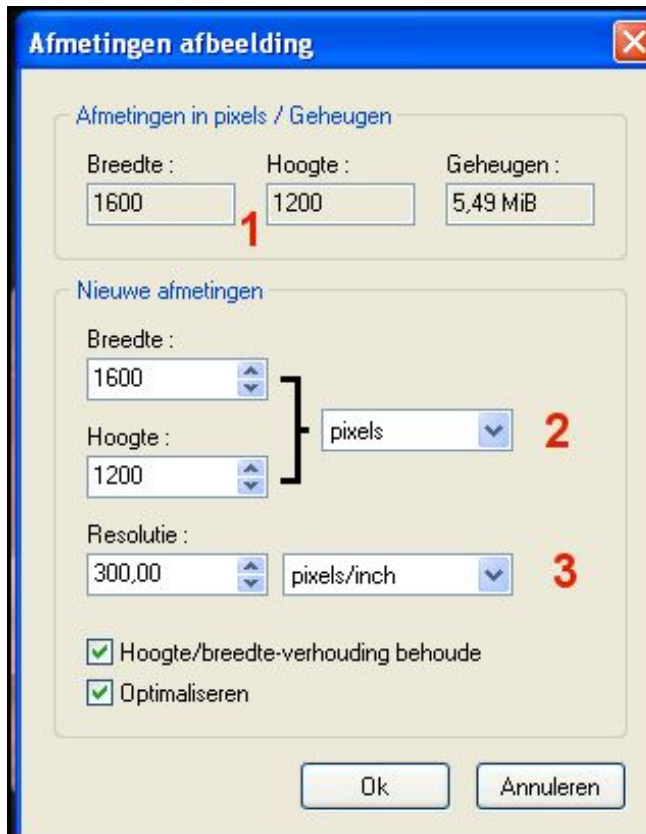 Afmetingen afbeelding
Afmetingen in pixels / Geheugen
Breedte : Hoogte : Geheugen :
1600 1200 5,49 MiB
1
Nieuwe afmetingen
Breedte :
1600
pixels 2
Hoogte :
1200
Resolutie :
300,00 pixels/inch 3
Hoogte/breedte-verhouding behoude
Optimaliseren
Ok Annuleren